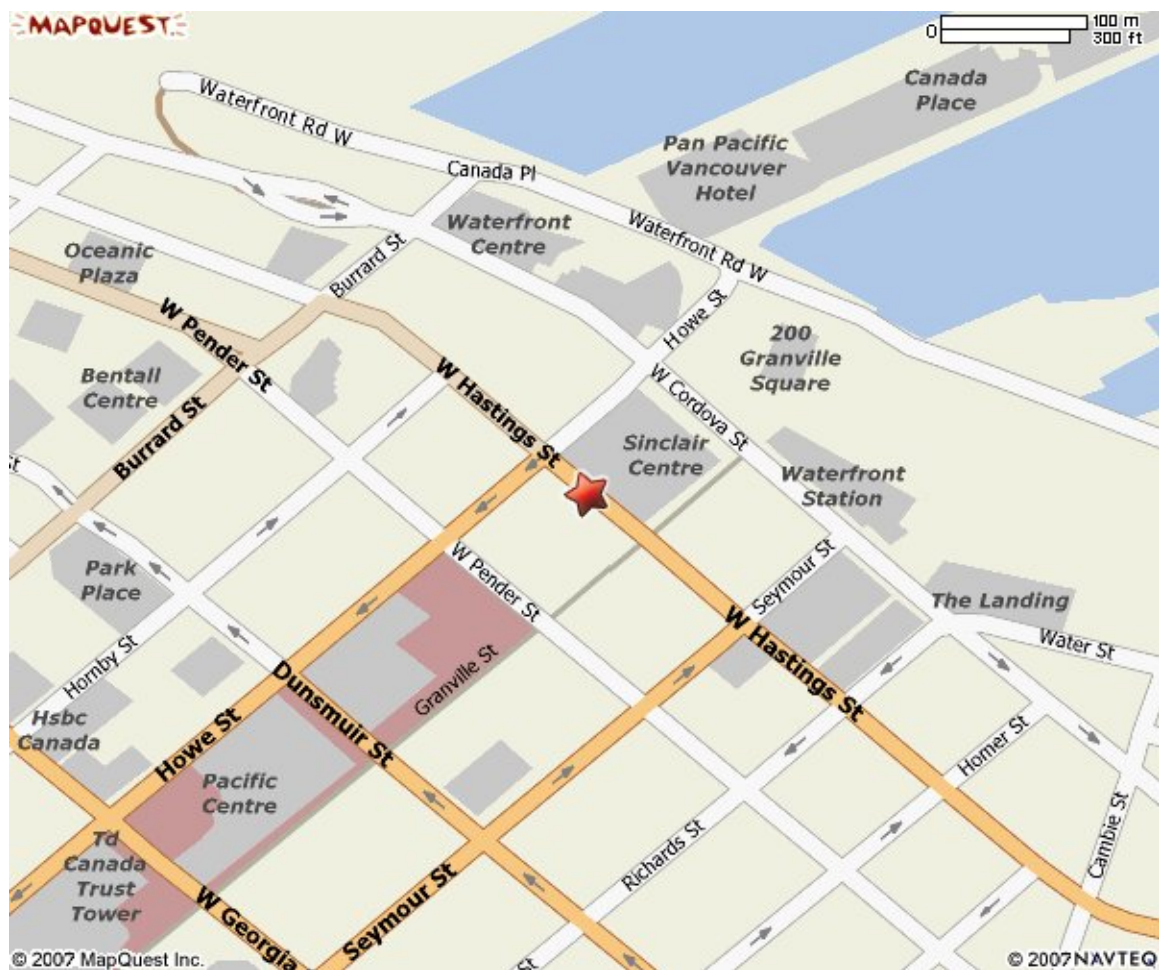 MAPQUEST
0
100 m
300 ft
Canada
Place
Waterfront Rd W
Pan Pacific
Vancouver
Hotel
Canada Pl
Waterfront
Centre
Waterfront Rd W
Oceanic
Plaza
Burrard St
Howe St
W Pender St
200
Granville
Square
Bentall
Centre
W Hastings St
W Cordova St
Burrard St
Sinclair
Centre
St
Waterfront
Station
Park
Place
W Pender St
Seymour St
The Landing
Water St
Hornby St
Granville St
W Hastings St
Dunsmuir St
Hsbc
Canada
Howe St
Homer St
Pacific
Centre
Cambie St
Richards St
Td
Canada
Trust
Tower
W Georgia
Seymour St
© 2007 MapQuest Inc.
© 2007 NAVTEQ